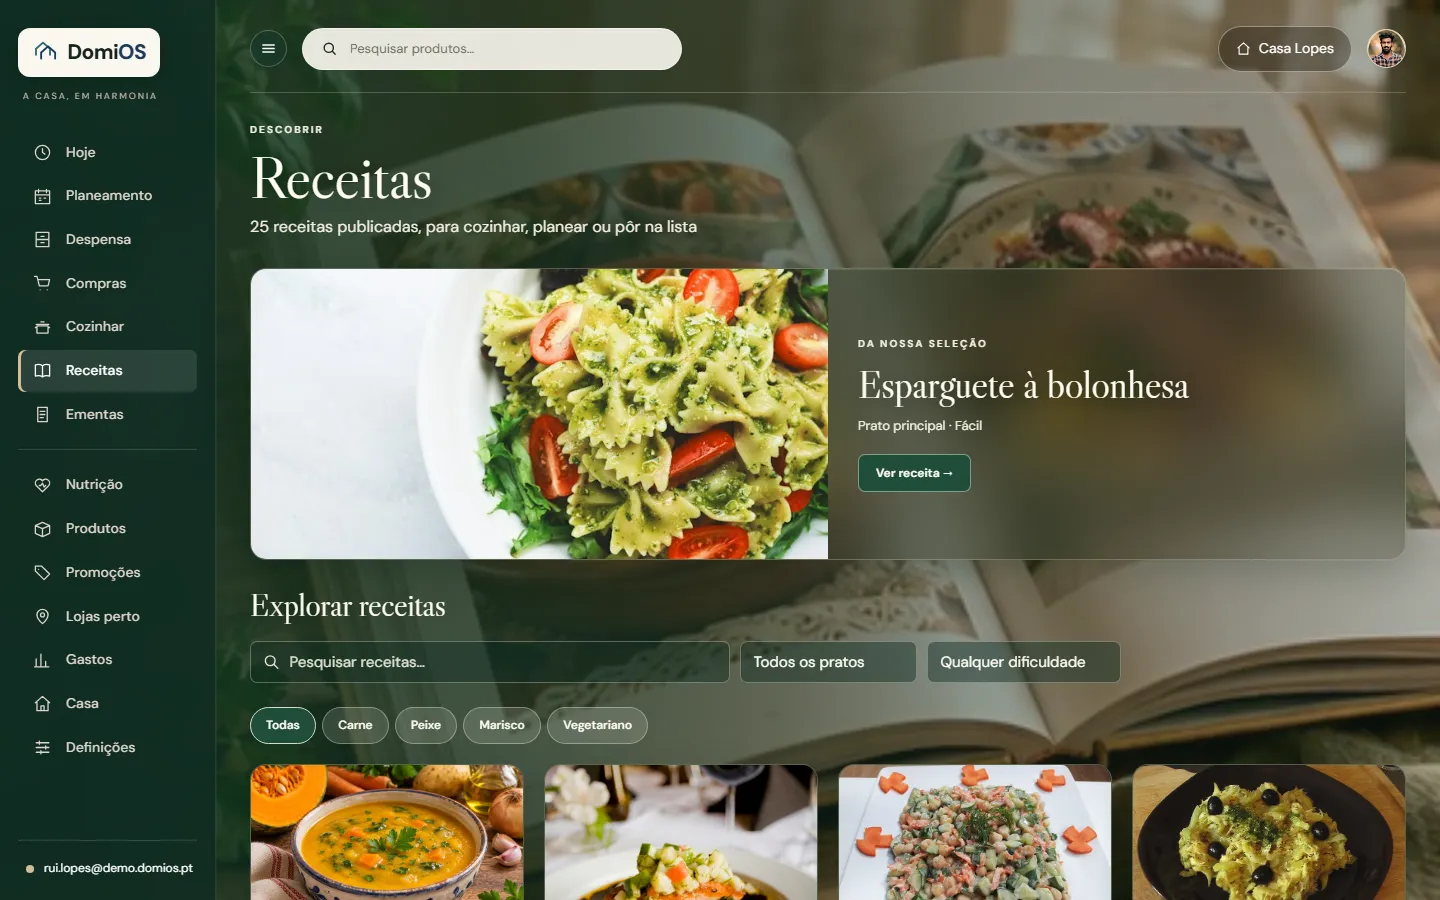 DomiOS
A CASA, EM HARMONIA
Hoje
Planeamento
Despensa
Compras
Cozinhar
Receitas
Ementas
Nutrição
Produtos
Promoções
Lojas perto
Gastos
Casa
Definições
rui.lopes@demo.domios.pt
Pesquisar produtos...
Casa Lopes
DESCOBRIR
Receitas
25 receitas publicadas, para cozinhar, planear ou pôr na lista
DA NOSSA SELEÇÃO
Esparguete à bolonhesa
Prato principal · Fácil
Ver receita →
Explorar receitas
Pesquisar receitas...
Todos os pratos
Qualquer dificuldade
Todas
Carne
Peixe
Marisco
Vegetariano